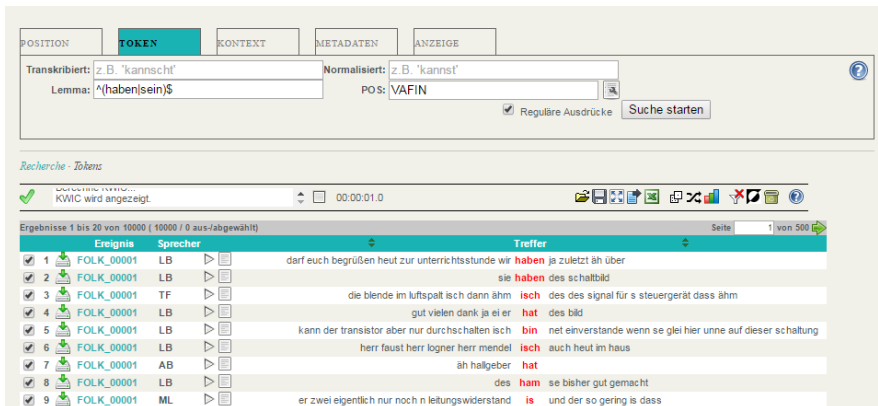 POSITION TOKEN KONTEXT METADATEN ANZEIGE
Transkribiert: z.B. 'kannscht' Normalisiert: z.B. 'kannst'
Lemma: ^(haben|sein)$ POS: VAFIN
Reguläre Ausdrücke Suche starten
Recherche - Tokens
KWIC wird angezeigt. 00:00:01.0
Ergebnisse 1 bis 20 von 10000 ( 10000 / 0 aus-/abgewählt) Seite 1 von 500
Ereignis Sprecher Treffer
1 FOLK_00001 LB darf euch begrüßen heut zur unterrichtsstunde wir haben ja zuletzt äh über
2 FOLK_00001 LB sie haben des schaltbild
3 FOLK_00001 TF die blende im luftspalt isch dann ähm isch des des signal für s steuergerät dass ähm
4 FOLK_00001 LB gut vielen dank ja ei er hat des bild
5 FOLK_00001 LB kann der transistor aber nur durchschalten isch bin net einverstande wenn se glei hier unne auf dieser schaltung
6 FOLK_00001 LB herr faust herr logner herr mendel isch auch heut im haus
7 FOLK_00001 AB äh hallgeber hat
8 FOLK_00001 LB des ham se bisher gut gemacht
9 FOLK_00001 ML er zwei eigentlich nur noch n leitungswiderstand is und der so gering is dass